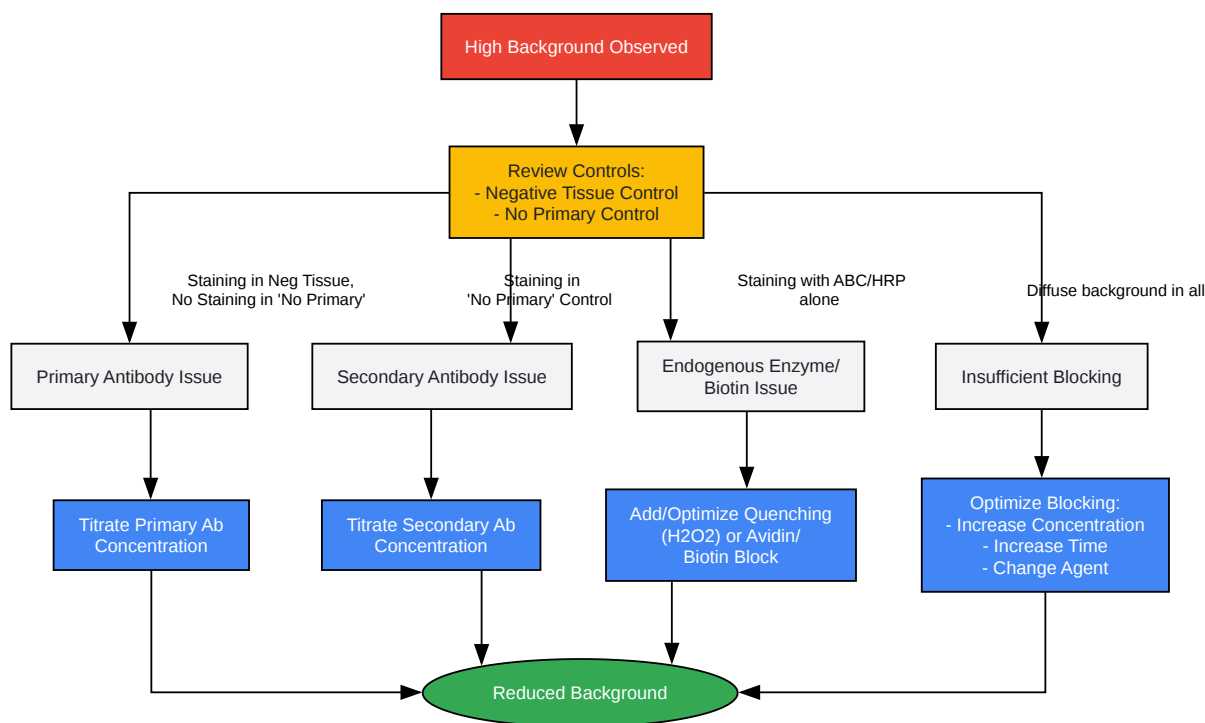 High Background Observed
Review Controls:
- Negative Tissue Control
- No Primary Control
Staining in Neg Tissue,
No Staining in 'No Primary'
Staining in
'No Primary' Control
Staining with ABC/HRP
alone
Diffuse background in all
Primary Antibody Issue
Secondary Antibody Issue
Endogenous Enzyme/
Biotin Issue
Insufficient Blocking
Titrate Primary Ab
Concentration
Titrate Secondary Ab
Concentration
Add/Optimize Quenching
(H2O2) or Avidin/
Biotin Block
Optimize Blocking:
- Increase Concentration
- Increase Time
- Change Agent
Reduced Background